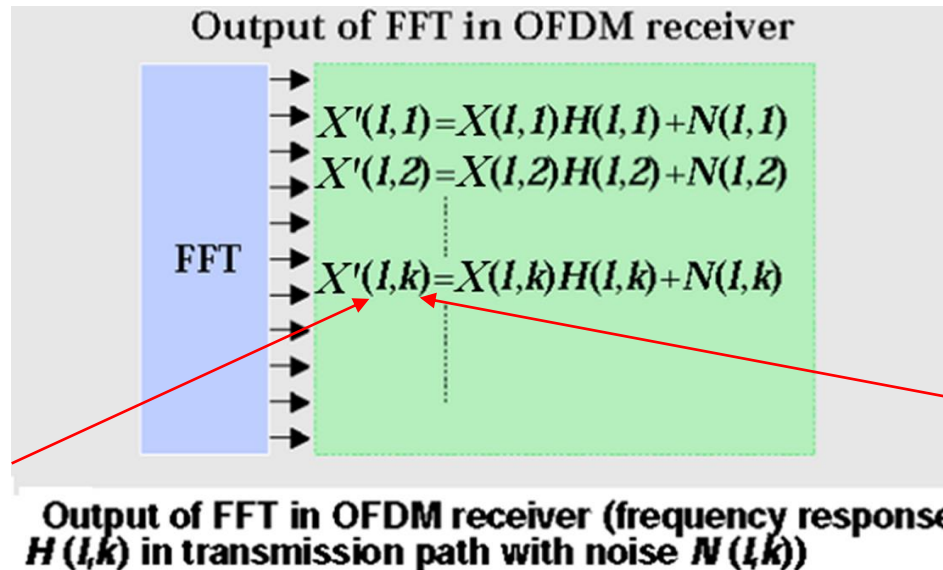 Output of FFT in OFDM receiver
X'(l,1)=X(l,1)H(l,1)+N(l,1)
X'(l,2)=X(l,2)H(l,2)+N(l,2)
FFT
X'(l,k)=X(l,k)H(l,k)+N(l,k)
Output of FFT in OFDM receiver (frequency response
H (l,k) in transmission path with noise N (l,k))